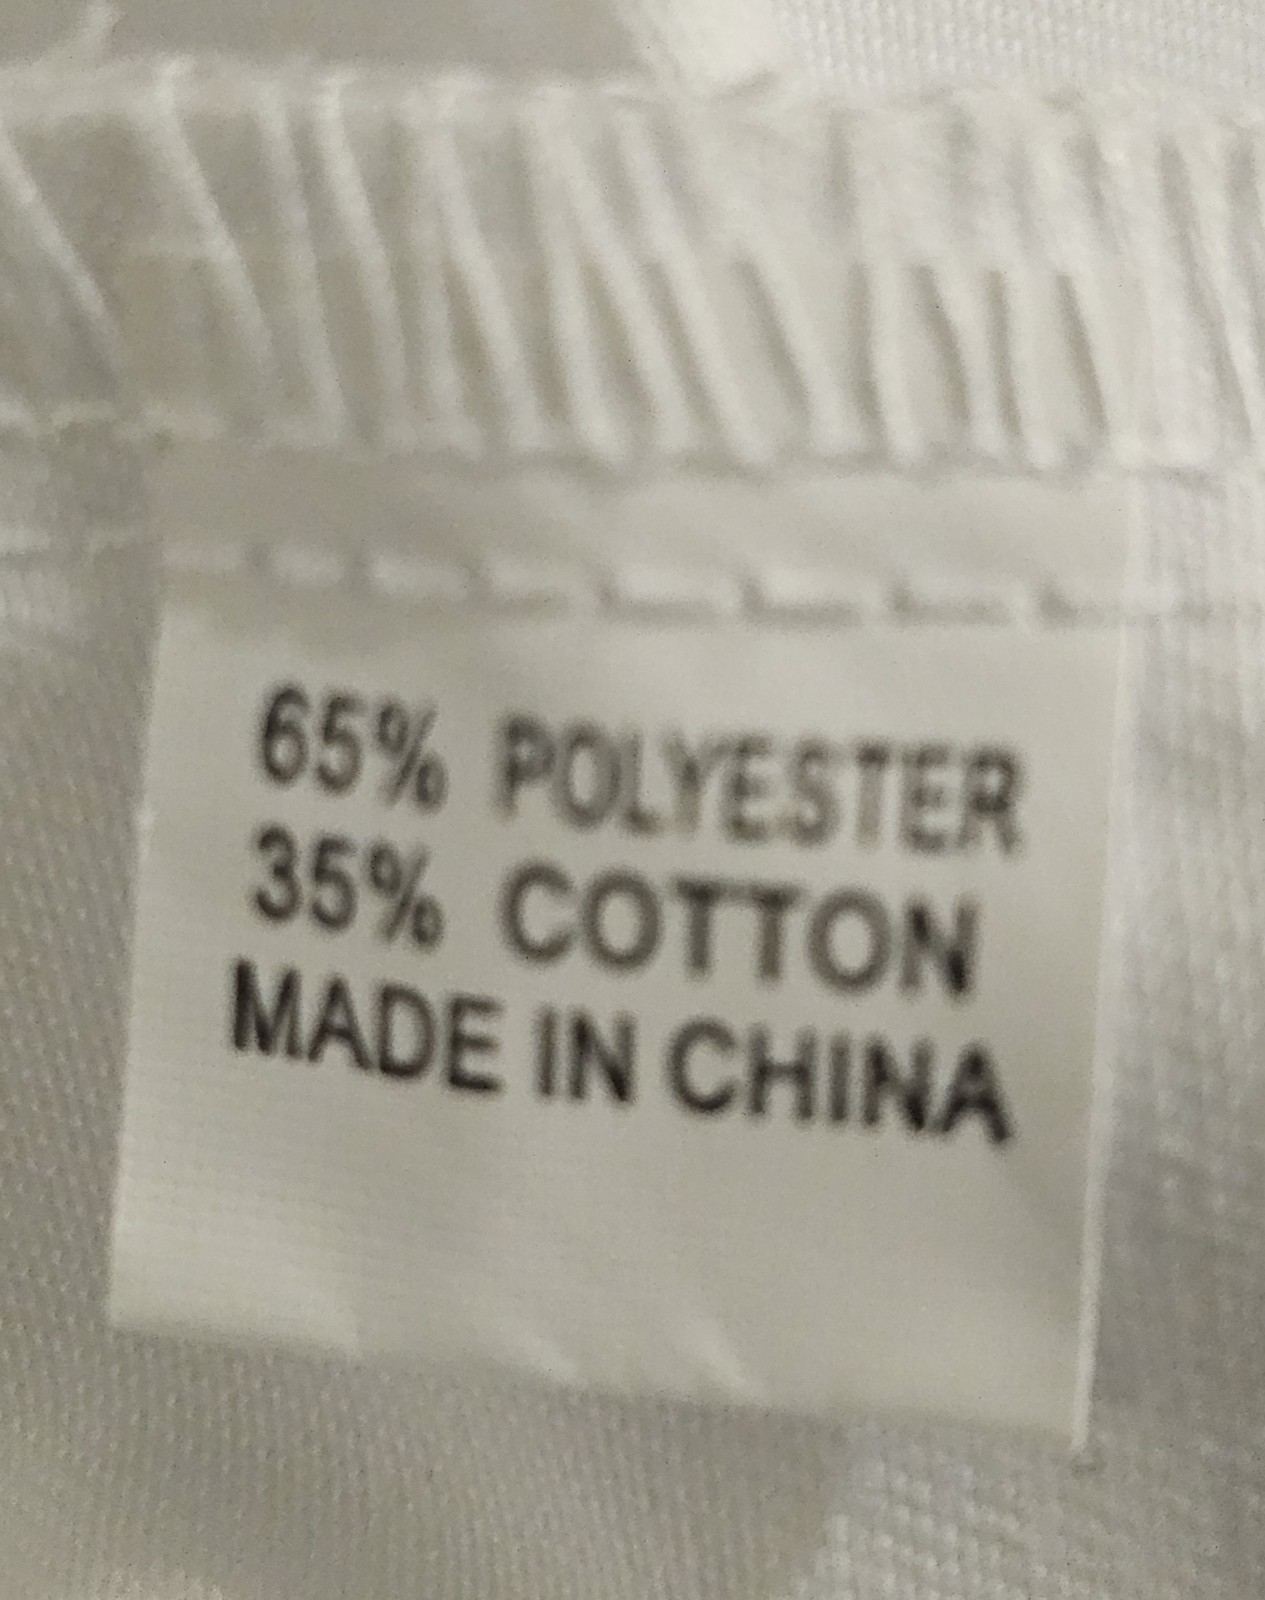 65% POLYESTER
35% COTTON
MADE IN CHINA